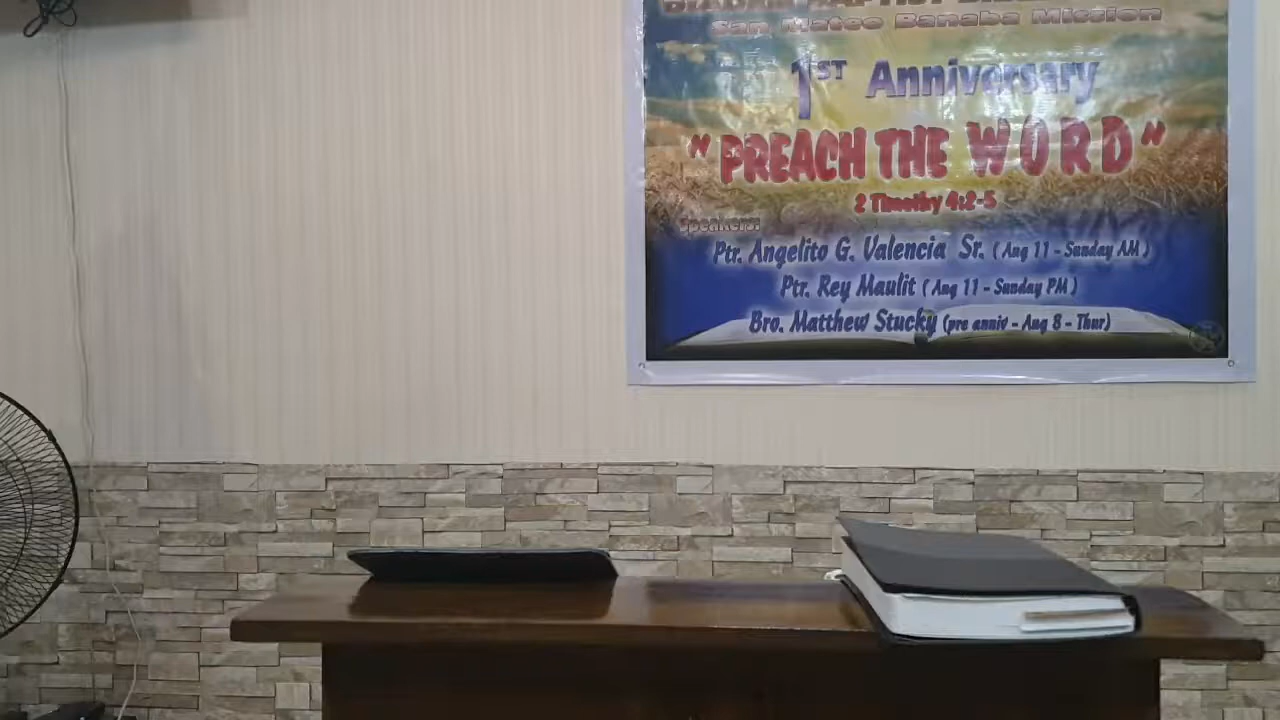 BAPTIST
San Mateo Banaba Mission
1ST Anniversary
"PREACH THE WORD"
2 Timothy 4:2-5
Speakers:
Ptr. Angelito G. Valencia Sr. ( Aug 11 - Sunday AM )
Ptr. Rey Maulit ( Aug 11 - Sunday PM )
Bro. Matthew Stucky (pre anniv - Aug 8 - Thur)